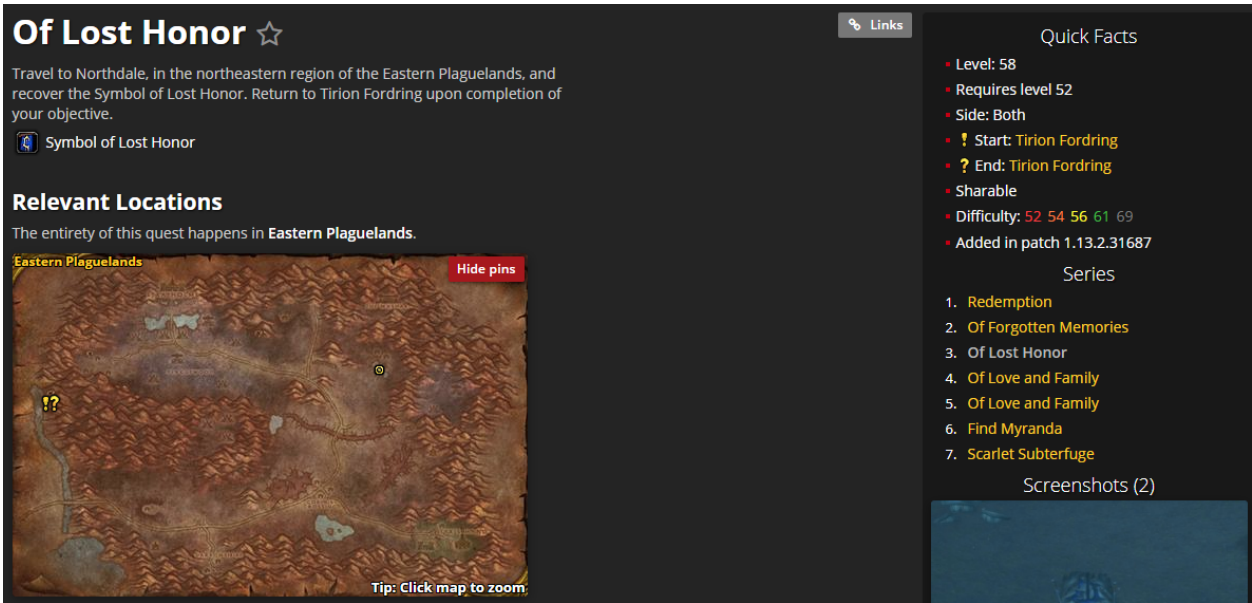 Of Lost Honor
Links
Travel to Northdale, in the northeastern region of the Eastern Plaguelands, and
recover the Symbol of Lost Honor. Return to Tirion Fordring upon completion of
your objective.
Symbol of Lost Honor
Relevant Locations
The entirety of this quest happens in Eastern Plaguelands.
Eastern Plaguelands
Hide pins
!?
Tip: Click map to zoom
Quick Facts
Level: 58
Requires level 52
Side: Both
! Start: Tirion Fordring
? End: Tirion Fordring
Sharable
Difficulty: 52 54 56 61 69
Added in patch 1.13.2.31687
Series
1. Redemption
2. Of Forgotten Memories
3. Of Lost Honor
4. Of Love and Family
5. Of Love and Family
6. Find Myranda
7. Scarlet Subterfuge
Screenshots (2)